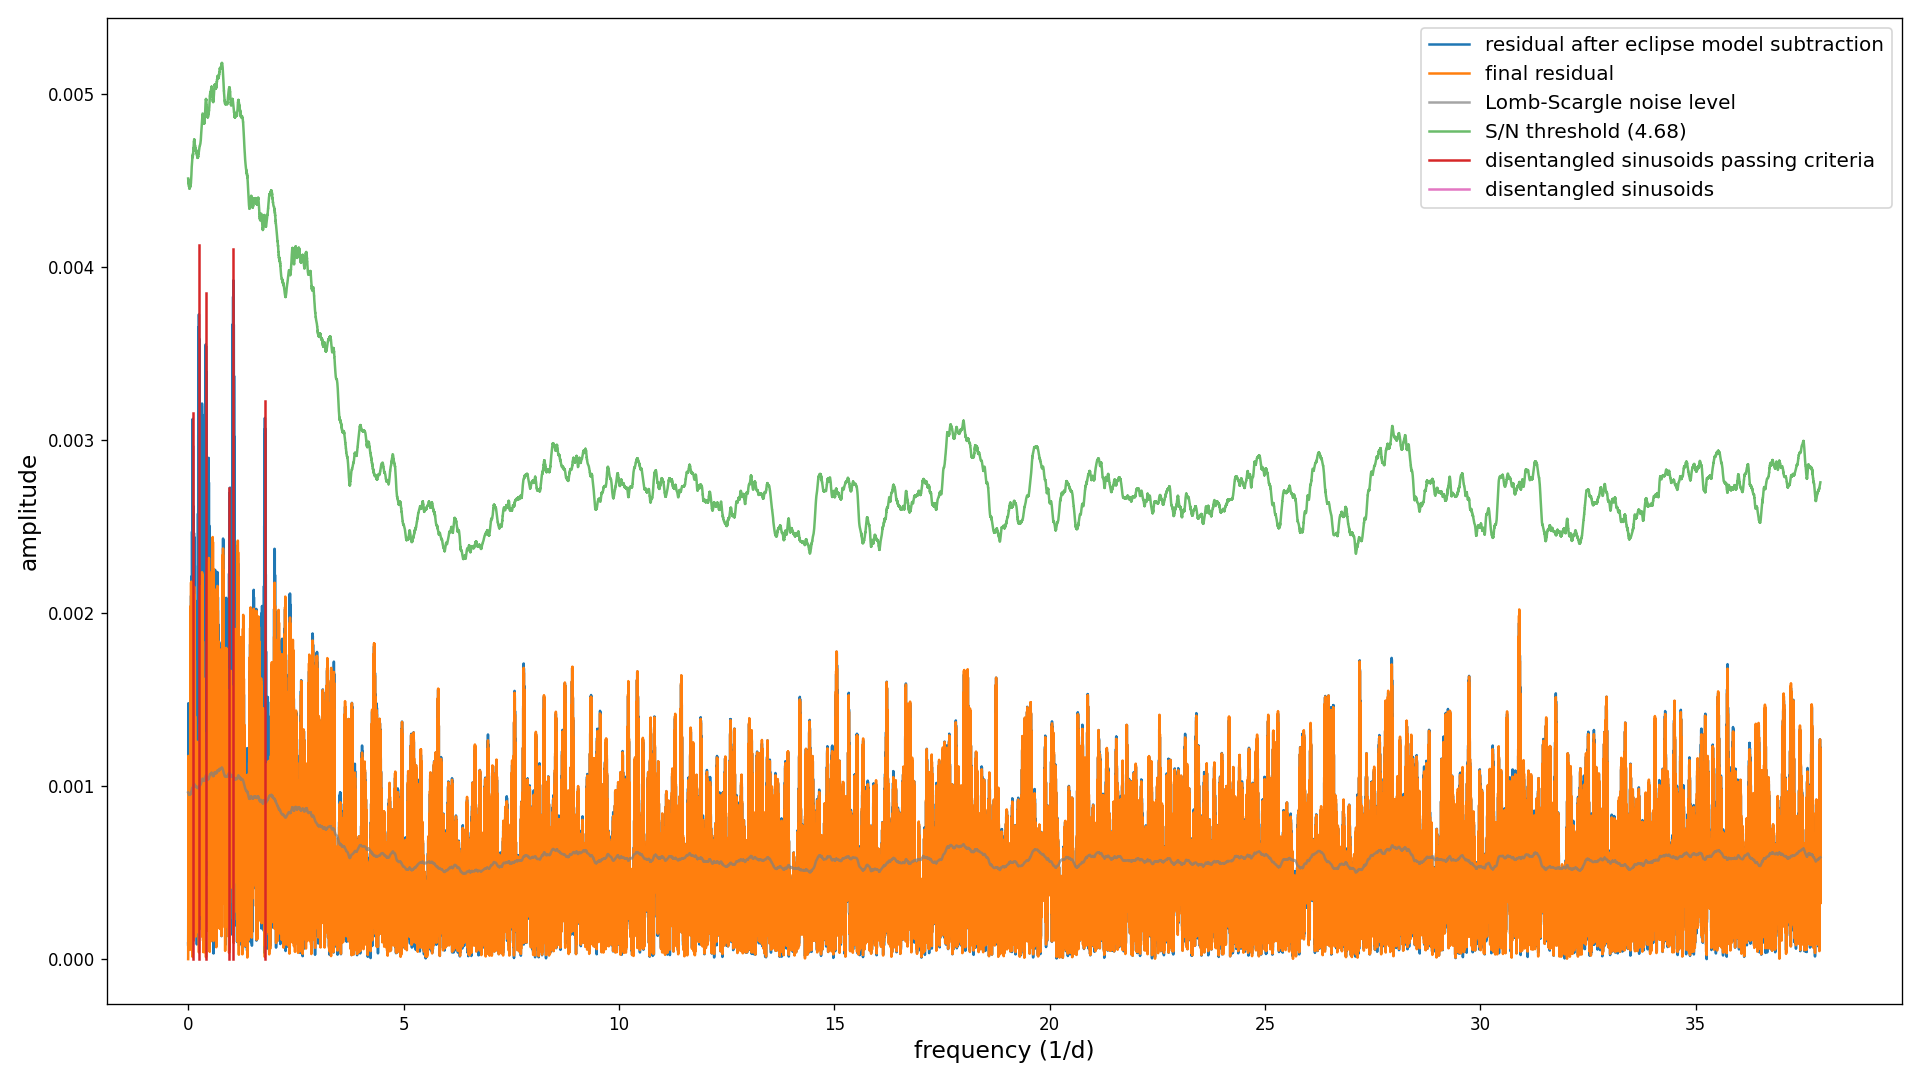 residual after eclipse model subtraction
final residual
Lomb-Scargle noise level
S/N threshold (4.68)
disentangled sinusoids passing criteria
disentangled sinusoids
0.005
0.004
0.003
0.002
0.001
0.000
amplitude
0 5 10 15 20 25 30 35
frequency (1/d)